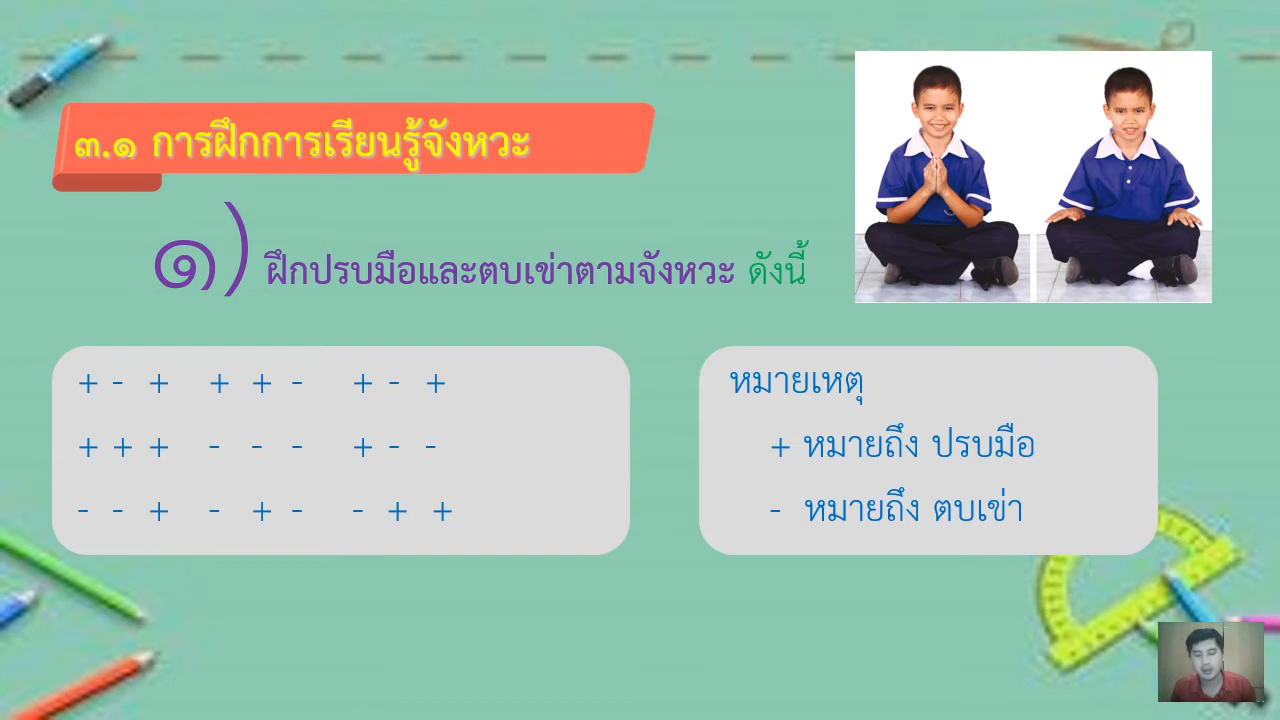 ๓.๑ การฝึกการเรียนรู้จังหวะ
๑) ฝึกปรบมือและตบเข่าตามจังหวะ ดังนี้
+ - + + + - + - +
+ + + - - - + - -
- - + - + - - + +
หมายเหตุ
+ หมายถึง ปรบมือ
- หมายถึง ตบเข่า